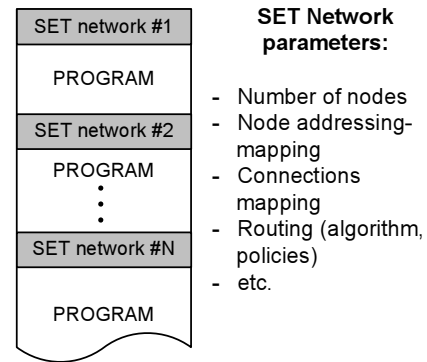 SET network #1
PROGRAM
SET network #2
PROGRAM
SET network #N
PROGRAM
SET Network
parameters:
- Number of nodes
- Node addressing-
mapping
- Connections
mapping
- Routing (algorithm,
policies)
- etc.